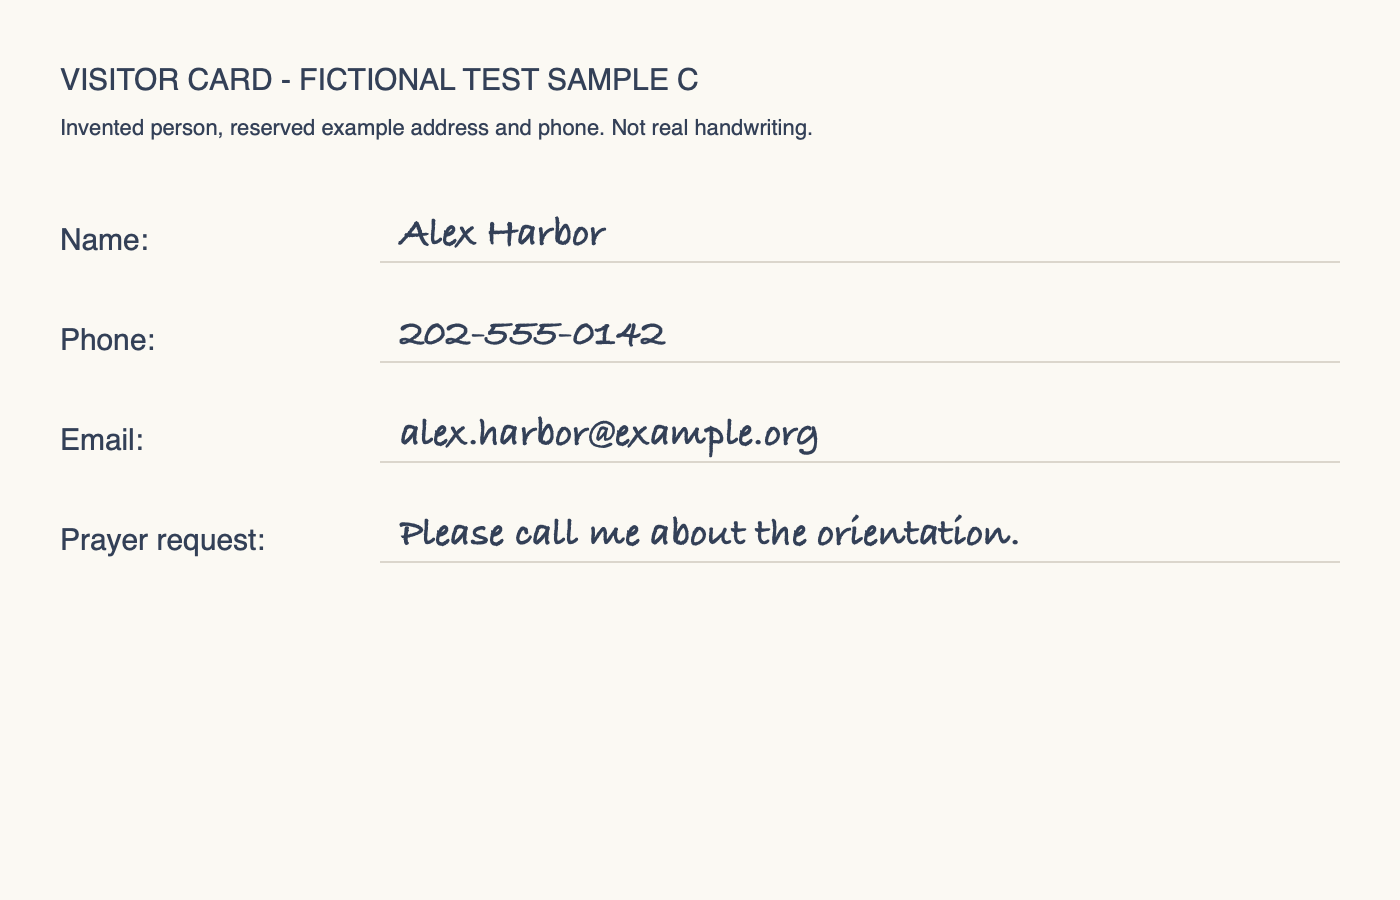 VISITOR CARD - FICTIONAL TEST SAMPLE C
Invented person, reserved example address and phone. Not real handwriting.
Name: Alex Harbor
Phone: 202-555-0142
Email: alex.harbor@example.org
Prayer request: Please call me about the orientation.